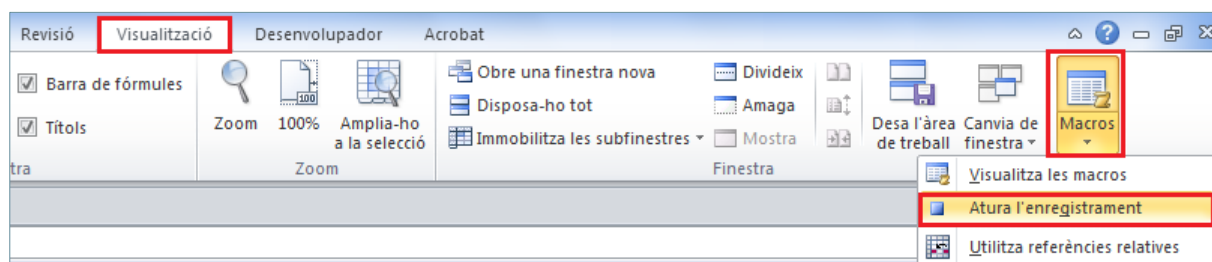 Revisió Visualització Desenvolupador Acrobat
Barra de fórmules
Títols
Zoom
100%
Amplia-ho
a la selecció
Obre una finestra nova
Disposa-ho tot
Immobilitza les subfinestres
Divideix
Amaga
Mostra
Desa l'àrea
de treball
Canvia de
finestra
Macros
tra Zoom Finestra
Visualitza les macros
Atura l'enregistrament
Utilitza referències relatives